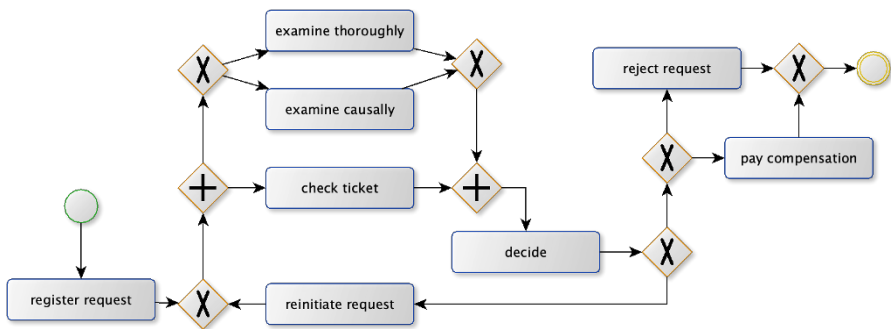 examine thoroughly
reject request
examine causally
pay compensation
check ticket
decide
register request
reinitiate request